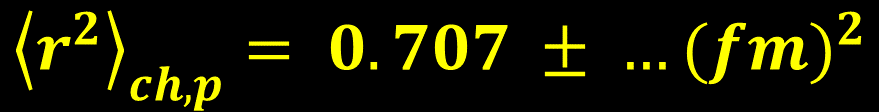 ⟨r²⟩ch,p = 0.707 ± … (fm)²